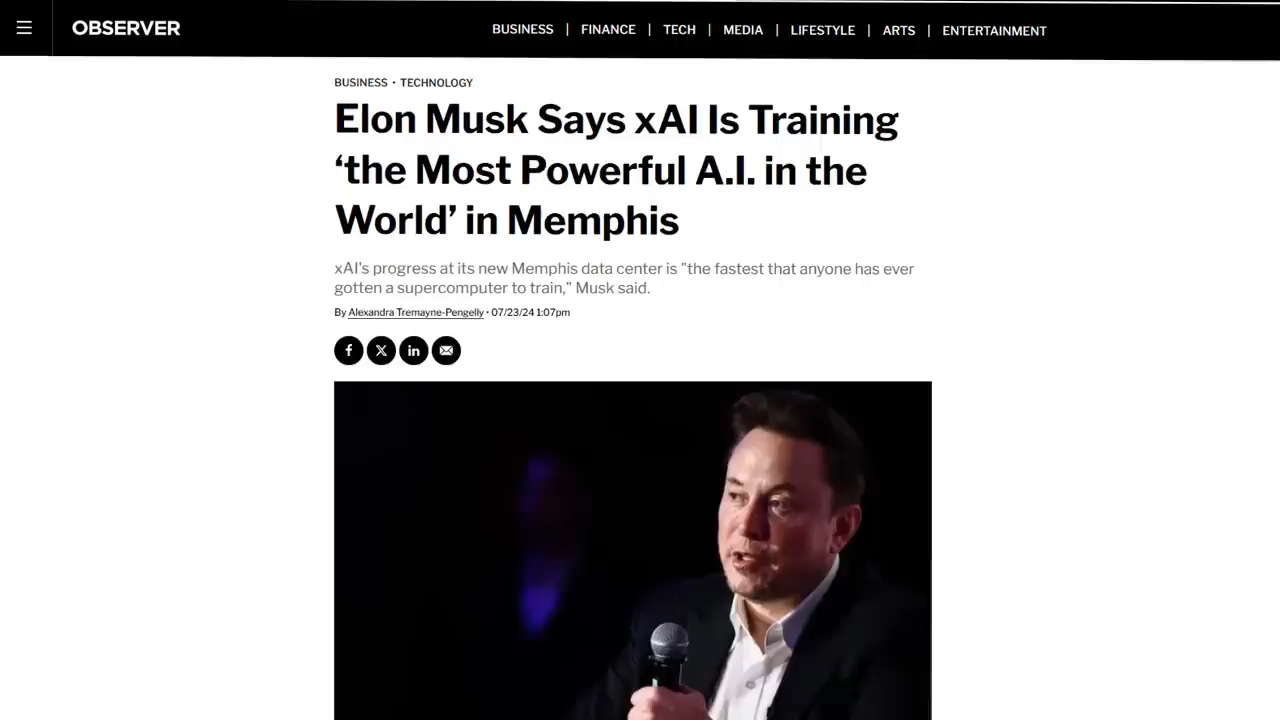 OBSERVER
BUSINESS | FINANCE | TECH | MEDIA | LIFESTYLE | ARTS | ENTERTAINMENT
BUSINESS • TECHNOLOGY
Elon Musk Says xAI Is Training
‘the Most Powerful A.I. in the
World’ in Memphis
xAI's progress at its new Memphis data center is "the fastest that anyone has ever
gotten a supercomputer to train," Musk said.
By Alexandra Tremayne-Pengelly • 07/23/24 1:07pm